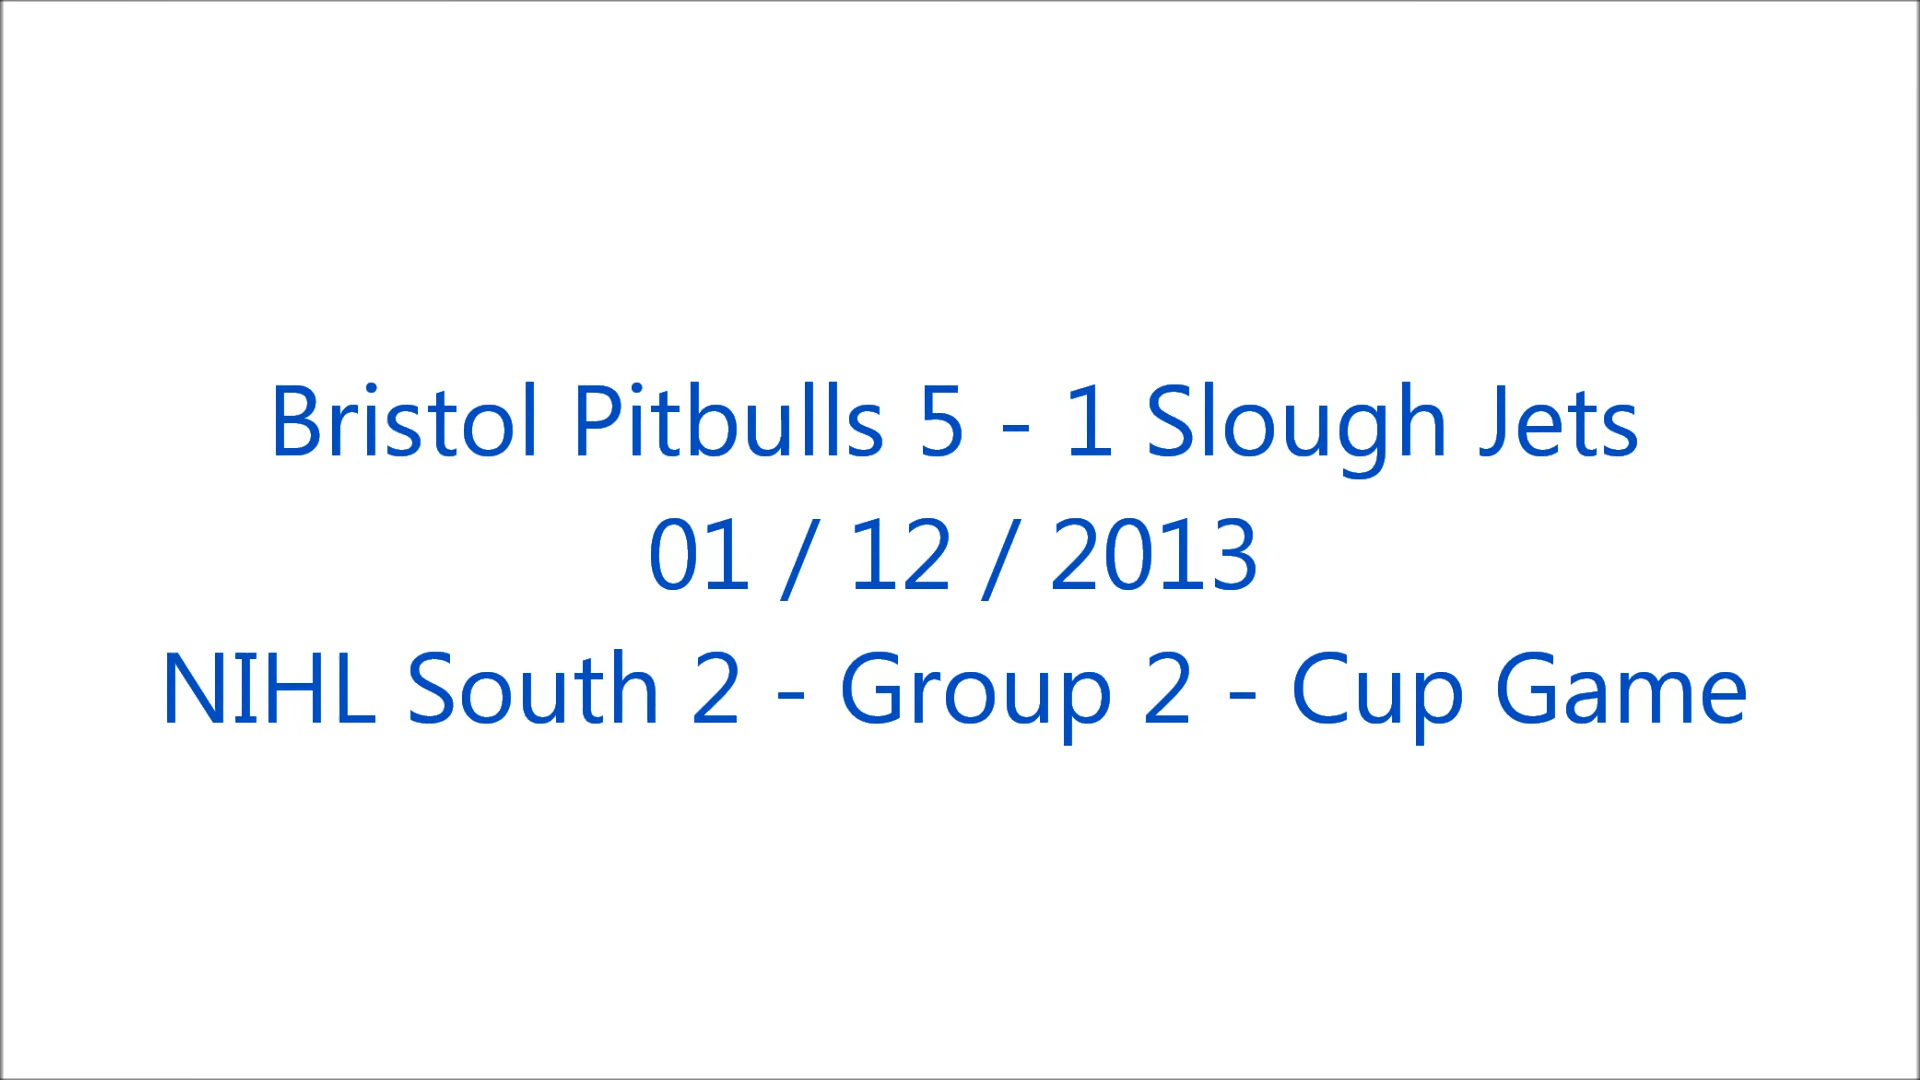 Bristol Pitbulls 5 - 1 Slough Jets
01 / 12 / 2013
NIHL South 2 - Group 2 - Cup Game